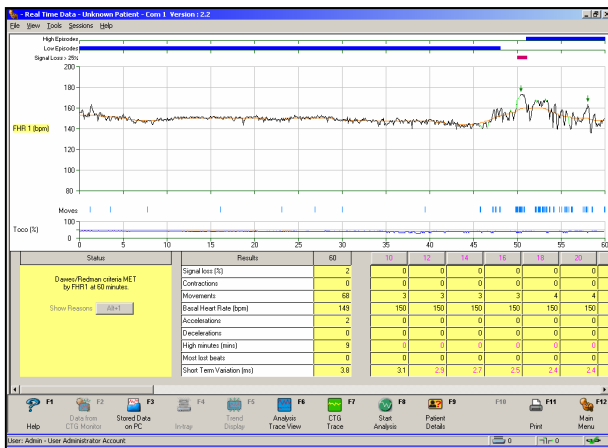 - Real Time Data - Unknown Patient - Com 1 Version : 2.2
File View Tools Sessions Help
High Episodes
Low Episodes
Signal Loss > 25%
200
180
160
FHR 1 (bpm)
140
120
100
80
Moves
100
Toco (%)
0
0 5 10 15 20 25 30 35 40 45 50 55 60
Status
Dawes/Redman criteria MET
by FHR1 at 60 minutes.
Show Reasons Alt+1
Results 60 10 12 14 16 18 20
Signal loss (%) 2 0 0 0 0 0 0
Contractions 0 0 0 0 0 0 0
Movements 68 3 3 3 3 4 4
Basal Heart Rate (bpm) 149 150 150 150 150 150 150
Accelerations 2 0 0 0 0 0 0
Decelerations 0 0 0 0 0 0 0
High minutes (mins) 9 0 0 0 0 0 0
Most lost beats 0 0 0 0 0 0 0
Short Term Variation (ms) 3.8 3.1 2.9 2.7 2.5 2.4 2.4
F1 F2 F3 F4 F5 F6 F7 F8 F9 F10 F11 F12
Help
Data from
CTG Monitor
Stored Data
on PC
In-tray
Trend
Display
Analysis
Trace View
CTG
Trace
Start
Analysis
Patient
Details
Print
Main
Menu
User: Admin - User Administrator Account 0 0